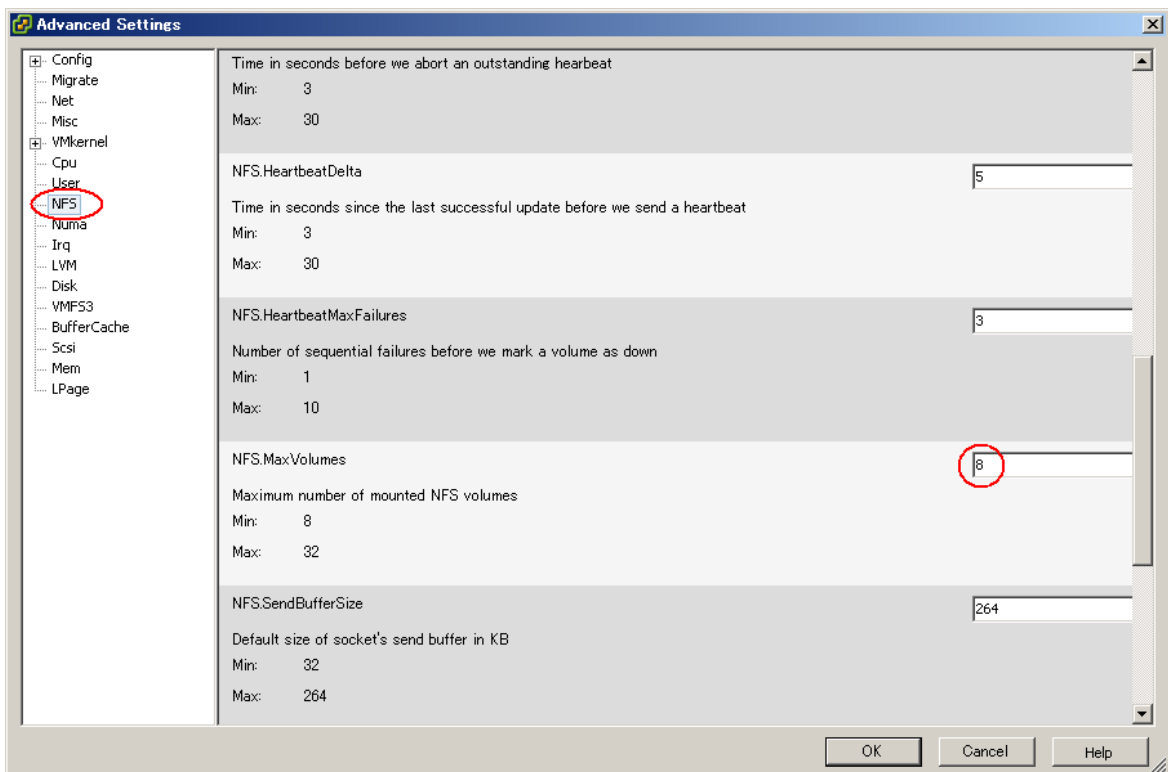 Advanced Settings
Config
Migrate
Net
Misc
VMkernel
Cpu
User
NFS
Numa
Irq
LVM
Disk
VMFS3
BufferCache
Scsi
Mem
LPage
Time in seconds before we abort an outstanding hearbeat
Min: 3
Max: 30
NFS.HeartbeatDelta 5
Time in seconds since the last successful update before we send a heartbeat
Min: 3
Max: 30
NFS.HeartbeatMaxFailures 3
Number of sequential failures before we mark a volume as down
Min: 1
Max: 10
NFS.MaxVolumes 8
Maximum number of mounted NFS volumes
Min: 8
Max: 32
NFS.SendBufferSize 264
Default size of socket's send buffer in KB
Min: 32
Max: 264
OK Cancel Help